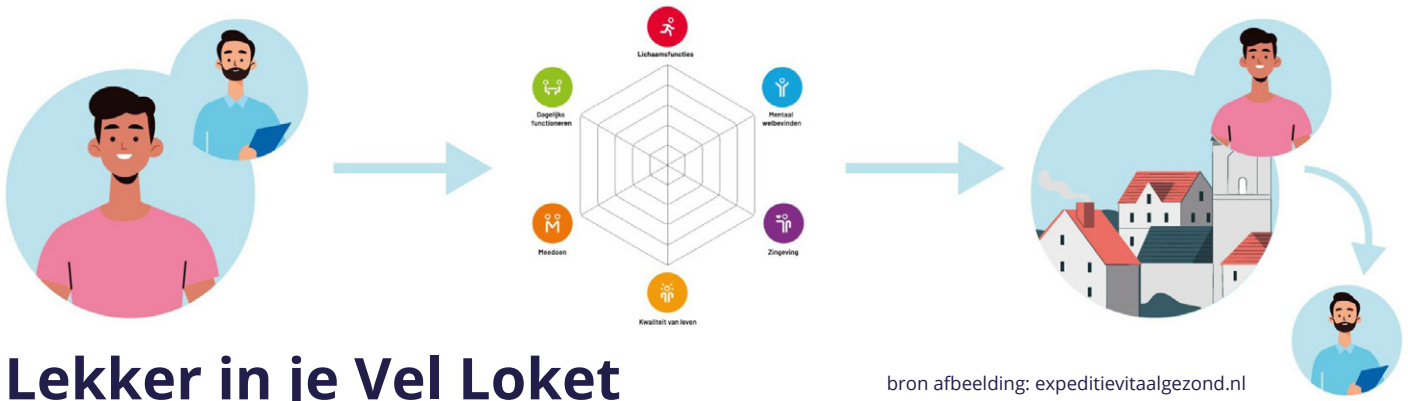 Lichaamsfuncties
Dagelijks
functioneren
Mentaal
welbevinden
Meedoen
Zingeving
Kwaliteit van leven
Lekker in je Vel Loket
bron afbeelding: expeditievitaalgezond.nl